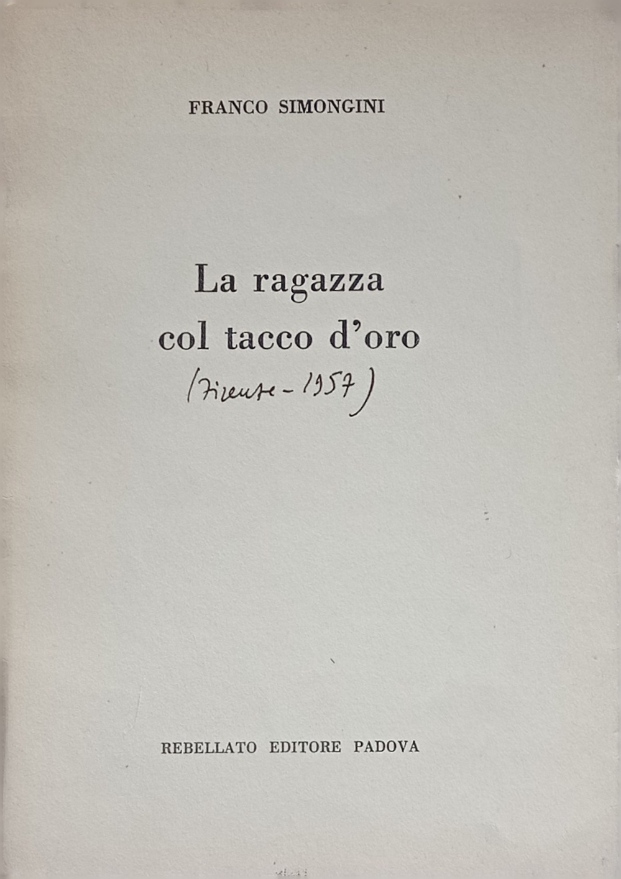 FRANCO SIMONGINI
La ragazza
col tacco d'oro
(Firenze - 1957)
REBELLATO EDITORE PADOVA